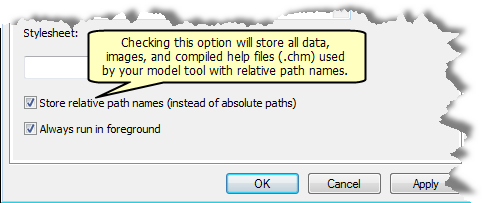 Stylesheet:
Checking this option will store all data,
images, and compiled help files (.chm) used
by your model tool with relative path names.
Store relative path names (instead of absolute paths)
Always run in foreground
OK Cancel Apply